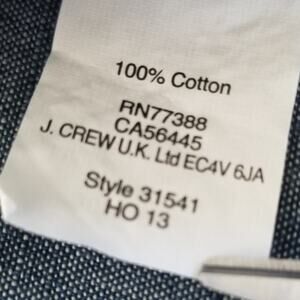 100% Cotton
RN77388
CA56445
J. CREW U.K. Ltd EC4V 6JA
Style 31541
HO 13